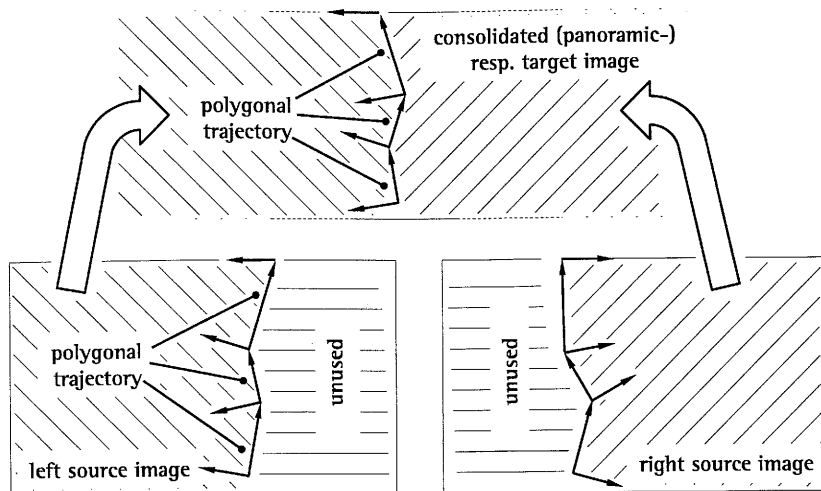 consolidated (panoramic-)
resp. target image
polygonal
trajectory
polygonal
trajectory
unused
unused
left source image
right source image